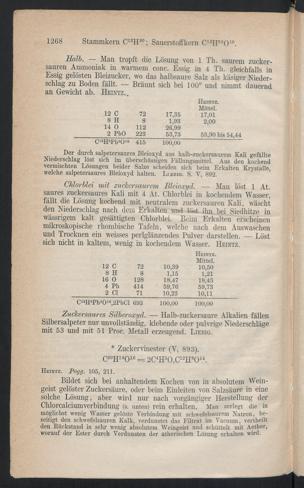 1268 Stammkern C¹²H²⁰; Sauerstoffkern C¹²H¹⁰O¹⁰.
Halb. — Man tropft die Lösung von 1 Th. saurem zucker-
saurem Ammoniak in warmem conc. Essig in 4 Th. gleichfalls in
Essig gelösten Bleizucker, wo das halbsaure Salz als käsiger Nieder-
schlag zu Boden fällt. — Bräunt sich bei 100° und nimmt dauernd
an Gewicht ab. HEINTZ.
HEINTZ.
Mittel.
12 C 72 17,35 17,01
8 H 8 1,93 2,09
14 O 112 26,99
2 PbO 223 53,73 53,90 bis 54,44
415 100,00
Der durch salpetersaures Bleioxyd aus halb-zuckersaurem Kali gefällte
Niederschlag löst sich im überschüssigen Fällungsmittel. Aus den kochend
vermischten Lösungen beider Salze scheiden sich beim Erkalten Krystalle,
welche salpetersaures Bleioxyd halten. LIEBIG. S. V, 892.
Chlorblei mit zuckersaurem Bleioxyd. — Man löst 1 At.
saures zuckersaures Kali mit 4 At. Chlorblei in kochendem Wasser,
fällt die Lösung kochend mit neutralem zuckersauren Kali, wäscht
den Niederschlag nach dem Erkalten und löst ihn bei Siedhitze in
wässrigem kalt gesättigten Chlorblei. Beim Erkalten erscheinen
mikroskopische rhombische Tafeln, welche nach dem Auswaschen
und Trocknen ein weisses perlglänzendes Pulver darstellen. — Löst
sich nicht in kaltem, wenig in kochendem Wasser. HEINTZ.
HEINTZ.
Mittel.
12 C 72 10,39 10,50
8 H 8 1,15 1,21
16 O 128 18,47 18,45
4 Pb 414 59,76 59,73
2 Cl 71 10,23 10,11
693 100,00 100,00
Zuckersaures Silberoxyd. — Halb-zuckersaure Alkalien fällen
Silbersalpeter nur unvollständig, klebende oder pulvrige Niederschläge
mit 53 und mit 51 Proc. Metall erzeugend. LIEBIG.
* Zuckervinester (V, 893).
C²⁰H¹⁸O¹⁶ = 2C⁴H⁵O,C¹²H⁸O¹⁴.
HEINTZ. Pogg. 105, 211.
Bildet sich bei anhaltendem Kochen von in absolutem Wein-
geist gelöster Zuckersäure, oder beim Einleiten von Salzsäure in eine
solche Lösung, aber wird nur nach vorgängiger Herstellung der
Chlorcalciumverbindung (s. unten) rein erhalten. Man zerlegt die in
möglichst wenig Wasser gelöste Verbindung mit schwefelsaurem Natron, be-
seitigt den schwefelsauren Kalk, verdunstet das Filtrat im Vacuum, vertheilt
den Rückstand in sehr wenig absolutem Weingeist und schüttelt mit Aether,
worauf der Ester durch Verdunsten der ätherischen Lösung erhalten wird.